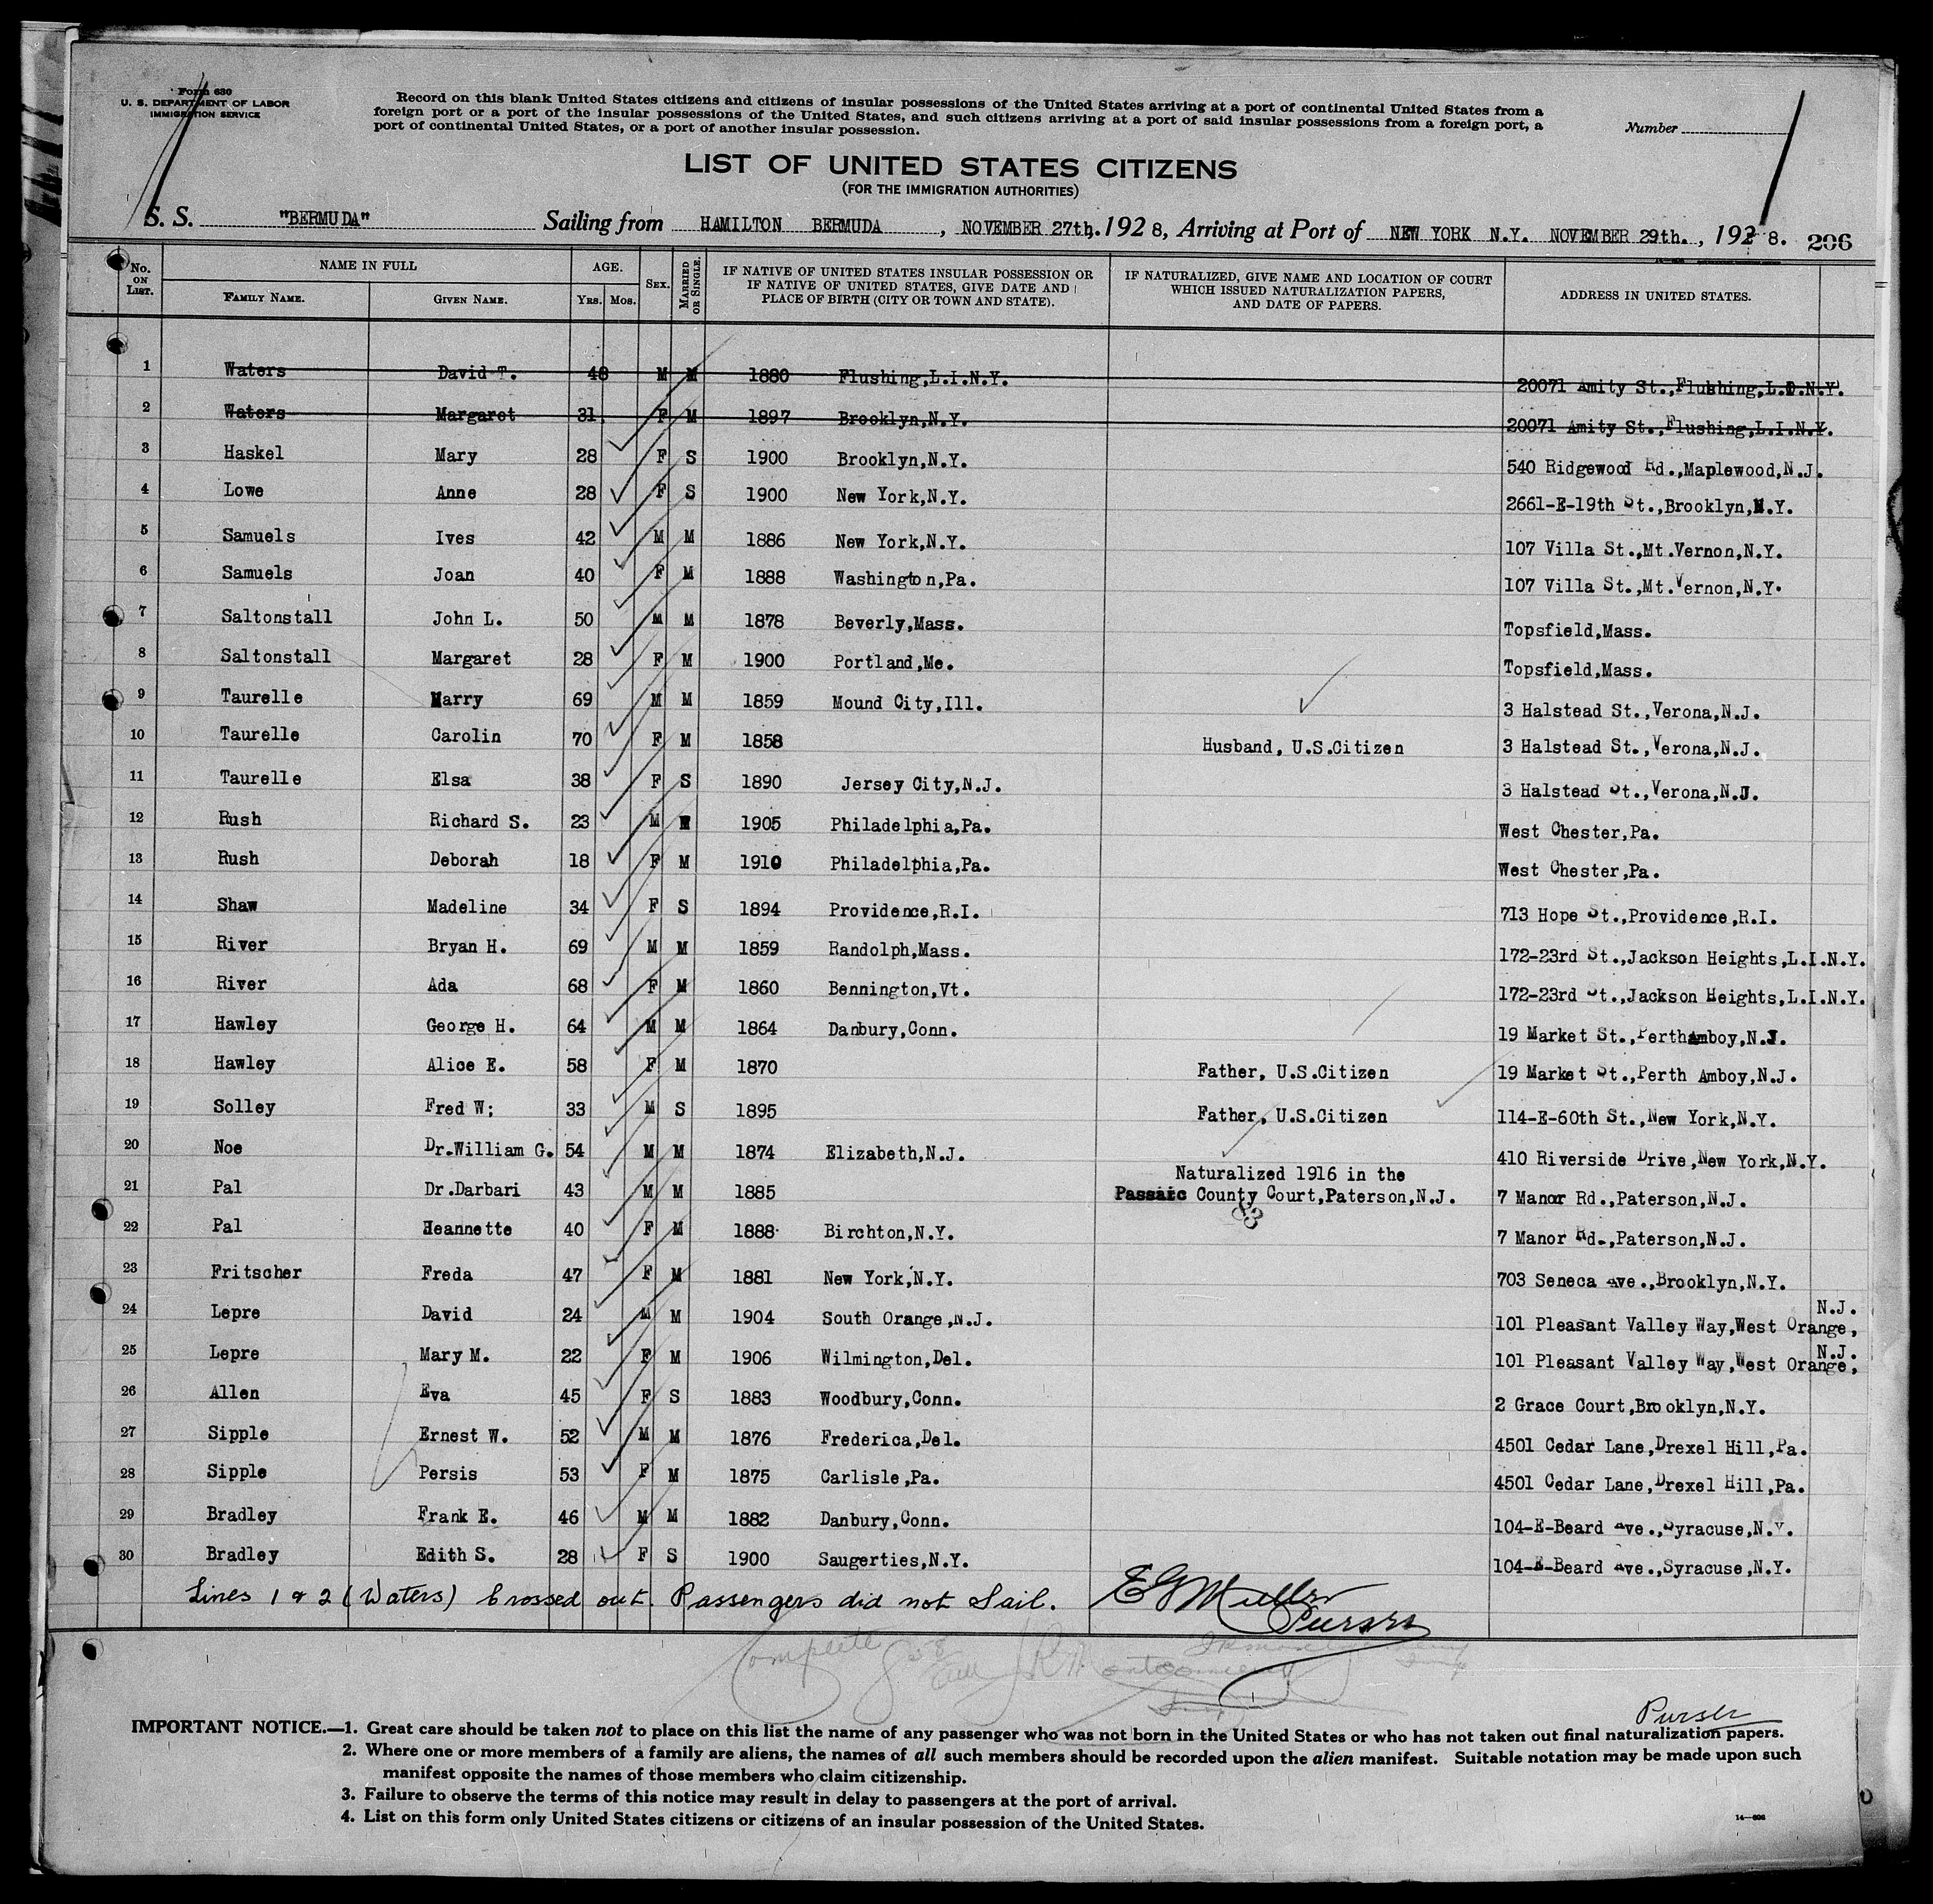 Form 630
U. S. DEPARTMENT OF LABOR
IMMIGRATION SERVICE
Record on this blank United States citizens and citizens of insular possessions of the United States arriving at a port of continental United States from a
foreign port or a port of the insular possessions of the United States, and such citizens arriving at a port of said insular possessions from a foreign port, a
port of continental United States, or a port of another insular possession.
Number
LIST OF UNITED STATES CITIZENS
(FOR THE IMMIGRATION AUTHORITIES)
S. S. "BERMUDA" Sailing from HAMILTON BERMUDA, NOVEMBER 27th, 1928, Arriving at Port of NEW YORK N.Y. NOVEMBER 29th., 1928. 206
No. ON LIST. NAME IN FULL FAMILY NAME. GIVEN NAME. AGE. YRS. MOS. SEX. MARRIED OR SINGLE. IF NATIVE OF UNITED STATES INSULAR POSSESSION OR IF NATIVE OF UNITED STATES, GIVE DATE AND PLACE OF BIRTH (CITY OR TOWN AND STATE). IF NATURALIZED, GIVE NAME AND LOCATION OF COURT WHICH ISSUED NATURALIZATION PAPERS, AND DATE OF PAPERS. ADDRESS IN UNITED STATES.
1 Waters David T. 48 M M 1880 Flushing,L.I.N.Y. 20071 Amity St.,Flushing,L.I.N.Y.
2 Waters Margaret 31 F M 1897 Brooklyn,N.Y. 20071 Amity St.,Flushing,L.I.N.Y.
3 Haskel Mary 28 F S 1900 Brooklyn,N.Y. 540 Ridgewood Rd.,Maplewood,N.J.
4 Lowe Anne 28 F S 1900 New York,N.Y. 2661-E-19th St.,Brooklyn,N.Y.
5 Samuels Ives 42 M M 1886 New York,N.Y. 107 Villa St.,Mt.Vernon,N.Y.
6 Samuels Joan 40 F M 1888 Washington,Pa. 107 Villa St.,Mt.Vernon,N.Y.
7 Saltonstall John L. 50 M M 1878 Beverly,Mass. Topsfield,Mass.
8 Saltonstall Margaret 28 F M 1900 Portland,Me. Topsfield,Mass.
9 Taurelle Harry 69 M M 1859 Mound City,Ill. 3 Halstead St.,Verona,N.J.
10 Taurelle Carolin 70 F M 1858 Husband, U.S.Citizen 3 Halstead St.,Verona,N.J.
11 Taurelle Elsa 38 F S 1890 Jersey City,N.J. 3 Halstead St.,Verona,N.J.
12 Rush Richard S. 23 M M 1905 Philadelphia,Pa. West Chester,Pa.
13 Rush Deborah 18 F M 1910 Philadelphia,Pa. West Chester,Pa.
14 Shaw Madeline 34 F S 1894 Providence,R.I. 713 Hope St.,Providence,R.I.
15 River Bryan H. 69 M M 1859 Randolph,Mass. 172-23rd St.,Jackson Heights,L.I.N.Y.
16 River Ada 68 F M 1860 Bennington,Vt. 172-23rd St.,Jackson Heights,L.I.N.Y.
17 Hawley George H. 64 M M 1864 Danbury,Conn. 19 Market St.,Perth Amboy,N.J.
18 Hawley Alice E. 58 F M 1870 Father, U.S.Citizen 19 Market St.,Perth Amboy,N.J.
19 Solley Fred W; 33 M S 1895 Father, U.S.Citizen 114-E-60th St.,New York,N.Y.
20 Noe Dr.William G. 54 M M 1874 Elizabeth,N.J. 410 Riverside Drive,New York,N.Y.
Naturalized 1916 in the
21 Pal Dr.Darbari 43 M M 1885 Passaic County Court,Paterson,N.J. 7 Manor Rd.,Paterson,N.J.
22 Pal Jeannette 40 F M 1888 Birchton,N.Y. 7 Manor Rd.,Paterson,N.J.
23 Fritscher Freda 47 F M 1881 New York,N.Y. 703 Seneca Ave.,Brooklyn,N.Y.
24 Lepre David 24 M M 1904 South Orange,N.J. 101 Pleasant Valley Way,West Orange, N.J.
25 Lepre Mary M. 22 F M 1906 Wilmington,Del. 101 Pleasant Valley Way,West Orange, N.J.
26 Allen Eva 45 F S 1883 Woodbury,Conn. 2 Grace Court,Brooklyn,N.Y.
27 Sipple Ernest W. 52 M M 1876 Frederica,Del. 4501 Cedar Lane,Drexel Hill,Pa.
28 Sipple Persis 53 F M 1875 Carlisle,Pa. 4501 Cedar Lane,Drexel Hill,Pa.
29 Bradley Frank E. 46 M M 1882 Danbury,Conn. 104-E-Beard Ave.,Syracuse,N.Y.
30 Bradley Edith S. 28 F S 1900 Saugerties,N.Y. 104-E-Beard Ave.,Syracuse,N.Y.
Lines 1 & 2 (Waters) Crossed out. Passengers did not Sail. EG Muller
Purser
Complete
Purser
IMPORTANT NOTICE.—1. Great care should be taken not to place on this list the name of any passenger who was not born in the United States or who has not taken out final naturalization papers.
2. Where one or more members of a family are aliens, the names of all such members should be recorded upon the alien manifest. Suitable notation may be made upon such
manifest opposite the names of those members who claim citizenship.
3. Failure to observe the terms of this notice may result in delay to passengers at the port of arrival.
4. List on this form only United States citizens or citizens of an insular possession of the United States.